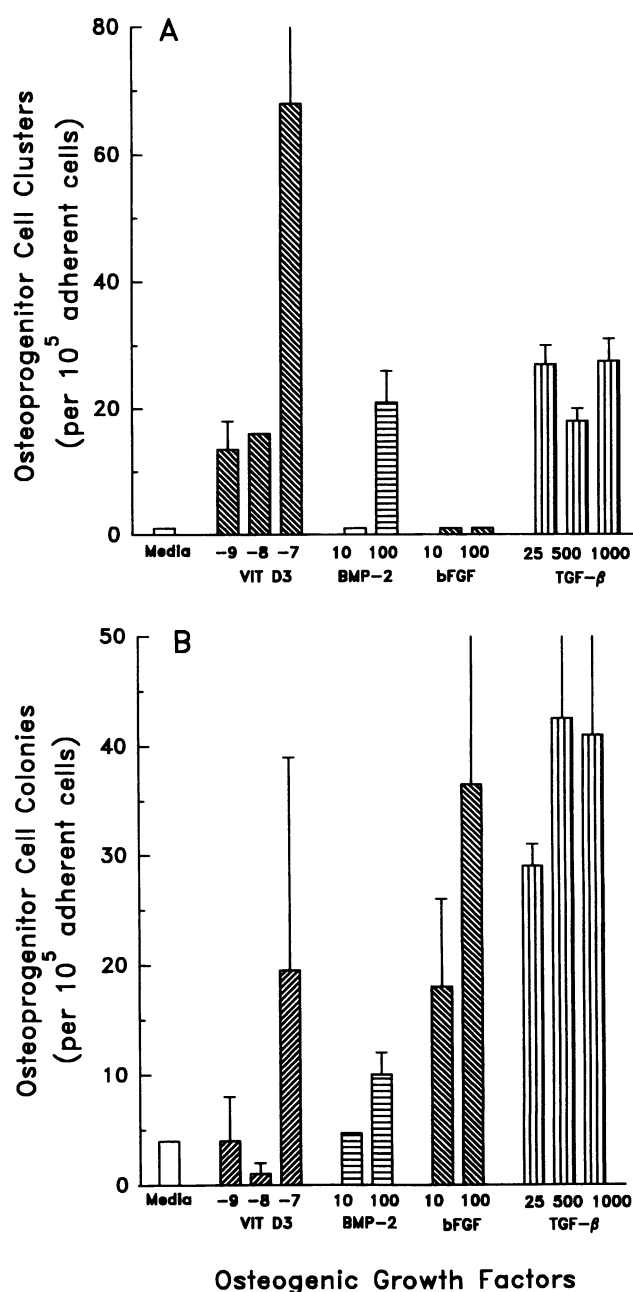 A
Osteoprogenitor Cell Clusters
(per 10⁵ adherent cells)
80
60
40
20
0
Media -9 -8 -7 10 100 10 100 25 500 1000
VIT D3 BMP-2 bFGF TGF-β
B
Osteoprogenitor Cell Colonies
(per 10⁵ adherent cells)
50
40
30
20
10
0
Media -9 -8 -7 10 100 10 100 25 500 1000
VIT D3 BMP-2 bFGF TGF-β
Osteogenic Growth Factors